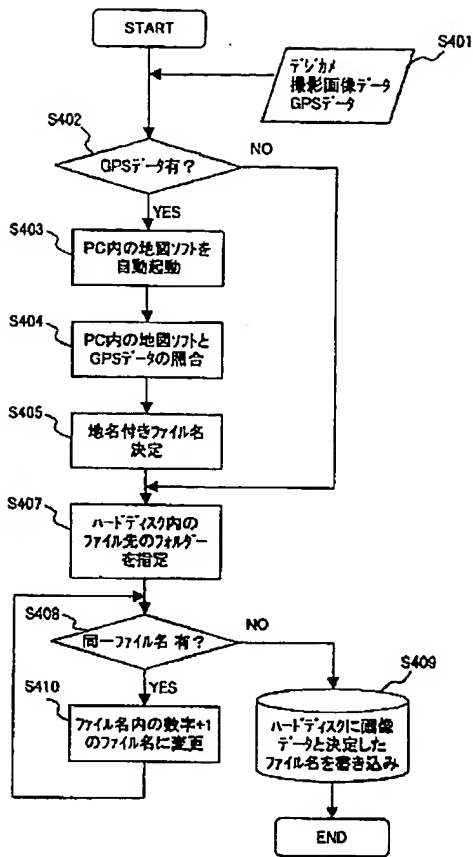 START
S401
デジカメ
撮影画像データ
GPSデータ
S402
GPSデータ有?
NO
YES
S403
PC内の地図ソフトを
自動起動
S404
PC内の地図ソフトと
GPSデータの照合
S405
地名付きファイル名
決定
S407
ハードディスク内の
ファイル先のフォルダー
を指定
S408
同一ファイル名 有?
NO
YES
S409
ハードディスクに画像
データと決定した
ファイル名を書き込み
S410
ファイル名内の数字+1
のファイル名に変更
END